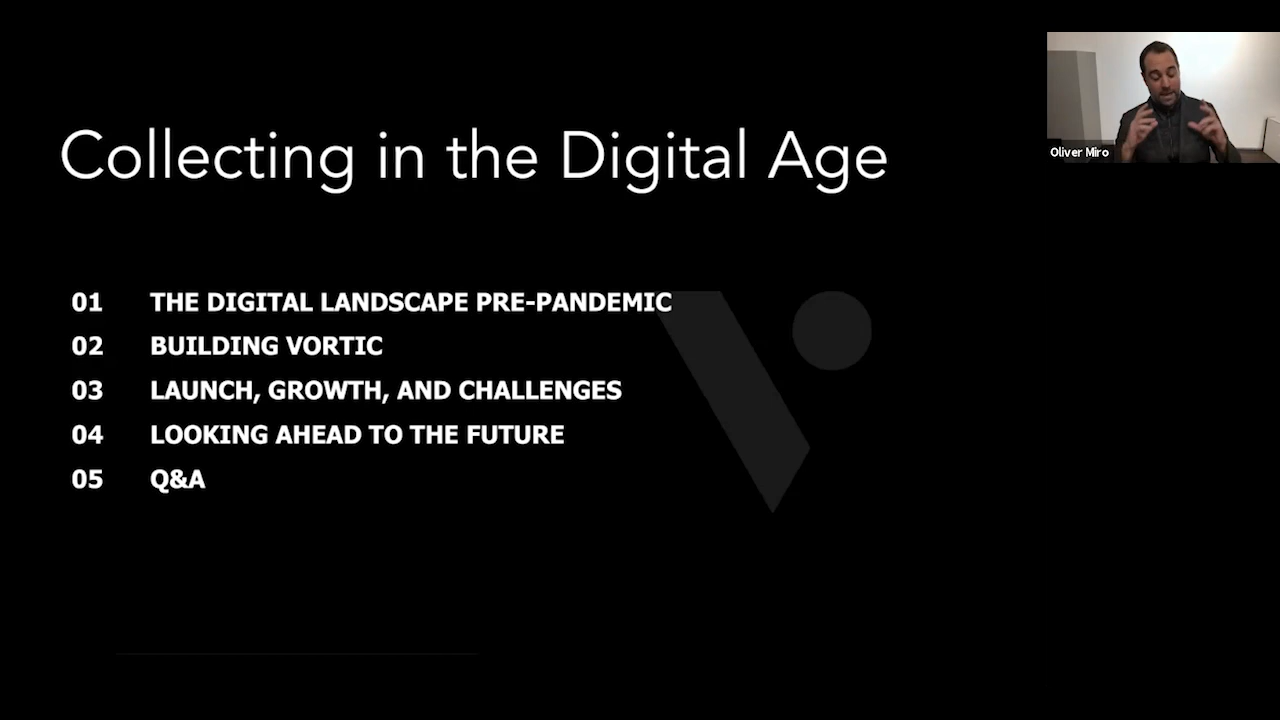 Collecting in the Digital Age
Oliver Miro
01 THE DIGITAL LANDSCAPE PRE-PANDEMIC
02 BUILDING VORTIC
03 LAUNCH, GROWTH, AND CHALLENGES
04 LOOKING AHEAD TO THE FUTURE
05 Q&A